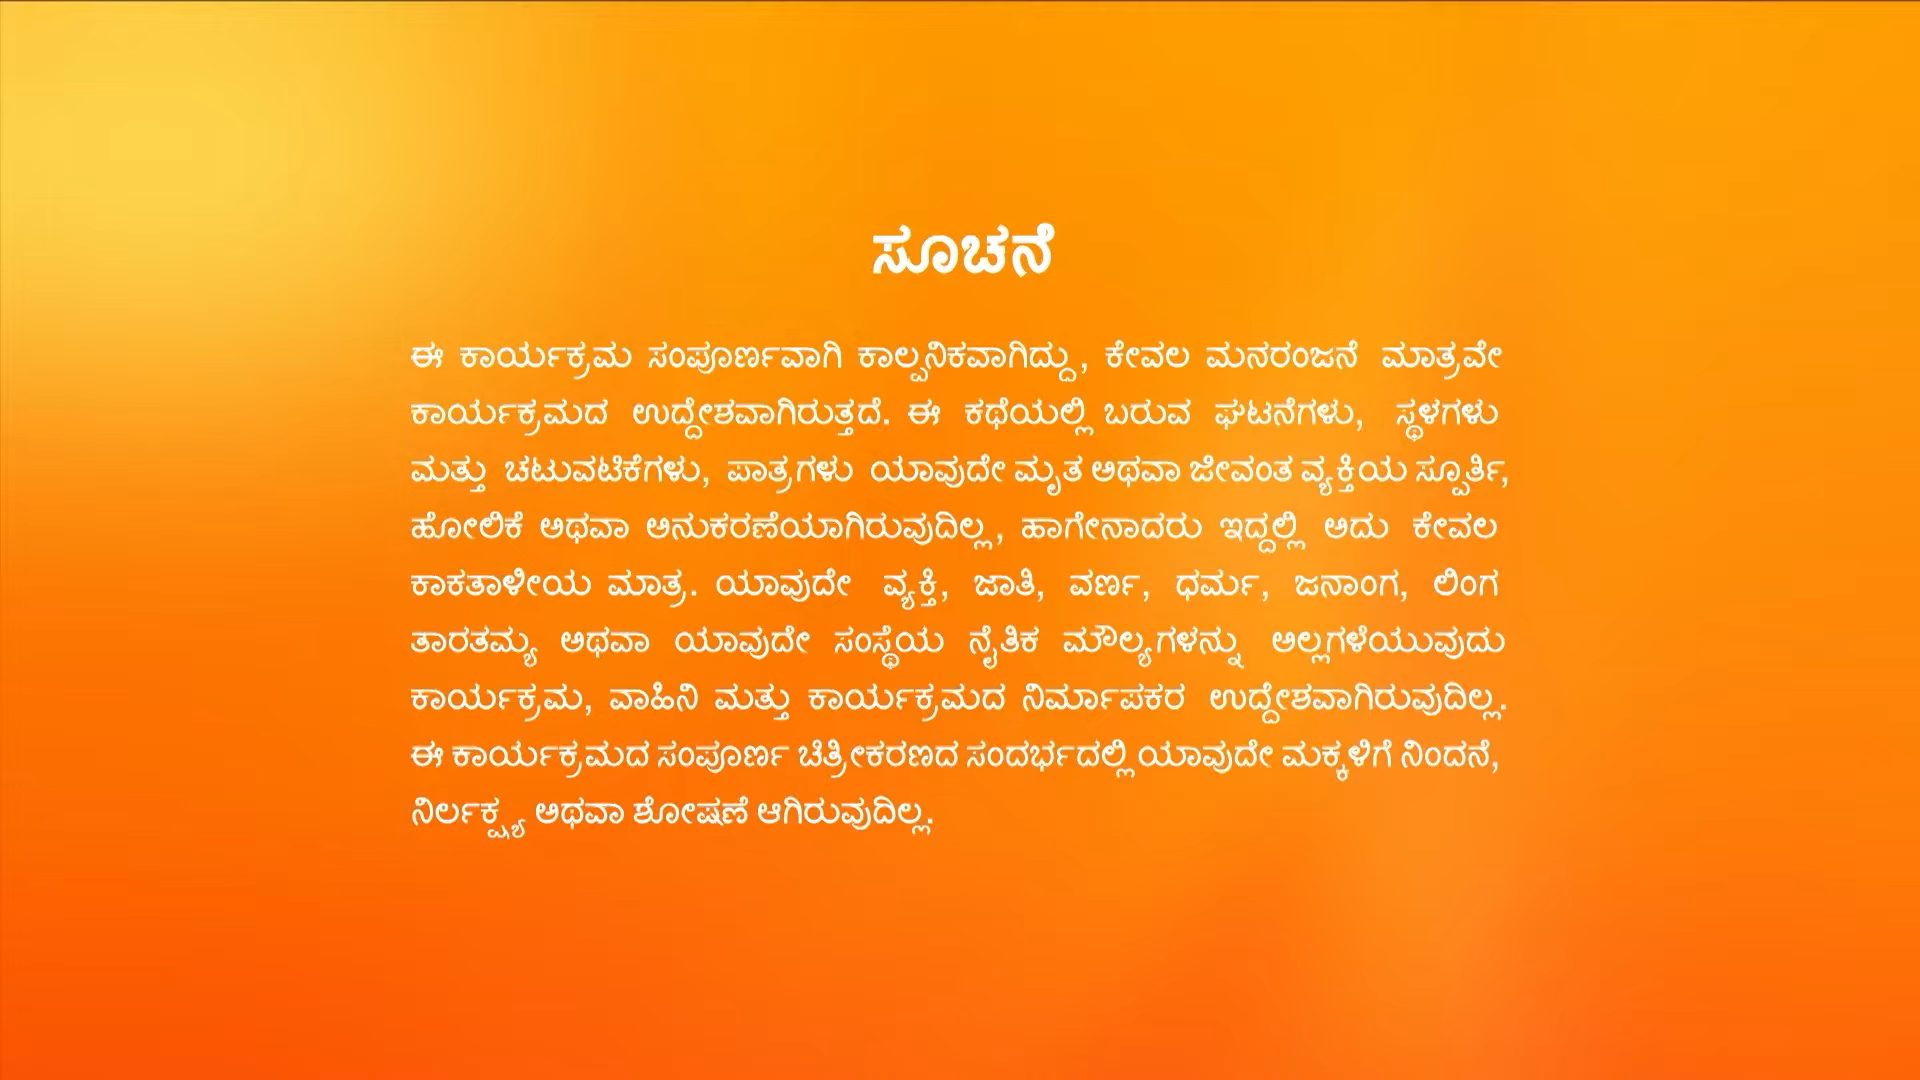 ಸೂಚನೆ
ಈ ಕಾರ್ಯಕ್ರಮ ಸಂಪೂರ್ಣವಾಗಿ ಕಾಲ್ಪನಿಕವಾಗಿದ್ದು, ಕೇವಲ ಮನರಂಜನೆ ಮಾತ್ರವೇ
ಕಾರ್ಯಕ್ರಮದ ಉದ್ದೇಶವಾಗಿರುತ್ತದೆ. ಈ ಕಥೆಯಲ್ಲಿ ಬರುವ ಘಟನೆಗಳು, ಸ್ಥಳಗಳು
ಮತ್ತು ಚಟುವಟಿಕೆಗಳು, ಪಾತ್ರಗಳು ಯಾವುದೇ ಮೃತ ಅಥವಾ ಜೀವಂತ ವ್ಯಕ್ತಿಯ ಸ್ಪೂರ್ತಿ,
ಹೋಲಿಕೆ ಅಥವಾ ಅನುಕರಣೆಯಾಗಿರುವುದಿಲ್ಲ, ಹಾಗೇನಾದರು ಇದ್ದಲ್ಲಿ ಅದು ಕೇವಲ
ಕಾಕತಾಳೀಯ ಮಾತ್ರ. ಯಾವುದೇ ವ್ಯಕ್ತಿ, ಜಾತಿ, ವರ್ಣ, ಧರ್ಮ, ಜನಾಂಗ, ಲಿಂಗ
ತಾರತಮ್ಯ ಅಥವಾ ಯಾವುದೇ ಸಂಸ್ಥೆಯ ನೈತಿಕ ಮೌಲ್ಯಗಳನ್ನು ಅಲ್ಲಗಳೆಯುವುದು
ಕಾರ್ಯಕ್ರಮ, ವಾಹಿನಿ ಮತ್ತು ಕಾರ್ಯಕ್ರಮದ ನಿರ್ಮಾಪಕರ ಉದ್ದೇಶವಾಗಿರುವುದಿಲ್ಲ.
ಈ ಕಾರ್ಯಕ್ರಮದ ಸಂಪೂರ್ಣ ಚಿತ್ರೀಕರಣದ ಸಂದರ್ಭದಲ್ಲಿ ಯಾವುದೇ ಮಕ್ಕಳಿಗೆ ನಿಂದನೆ,
ನಿರ್ಲಕ್ಷ್ಯ ಅಥವಾ ಶೋಷಣೆ ಆಗಿರುವುದಿಲ್ಲ.